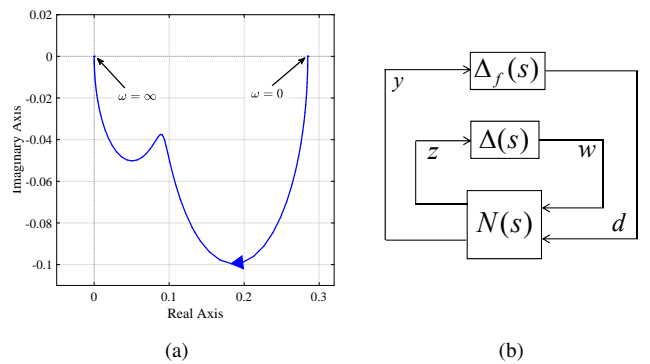 0.02
0
-0.02
-0.04
-0.06
-0.08
-0.1
0
0.1
0.2
0.3
Imaginary Axis
Real Axis
ω = ∞
ω = 0
(a)
Δf(s)
y
Δ(s)
z
w
N(s)
d
(b)